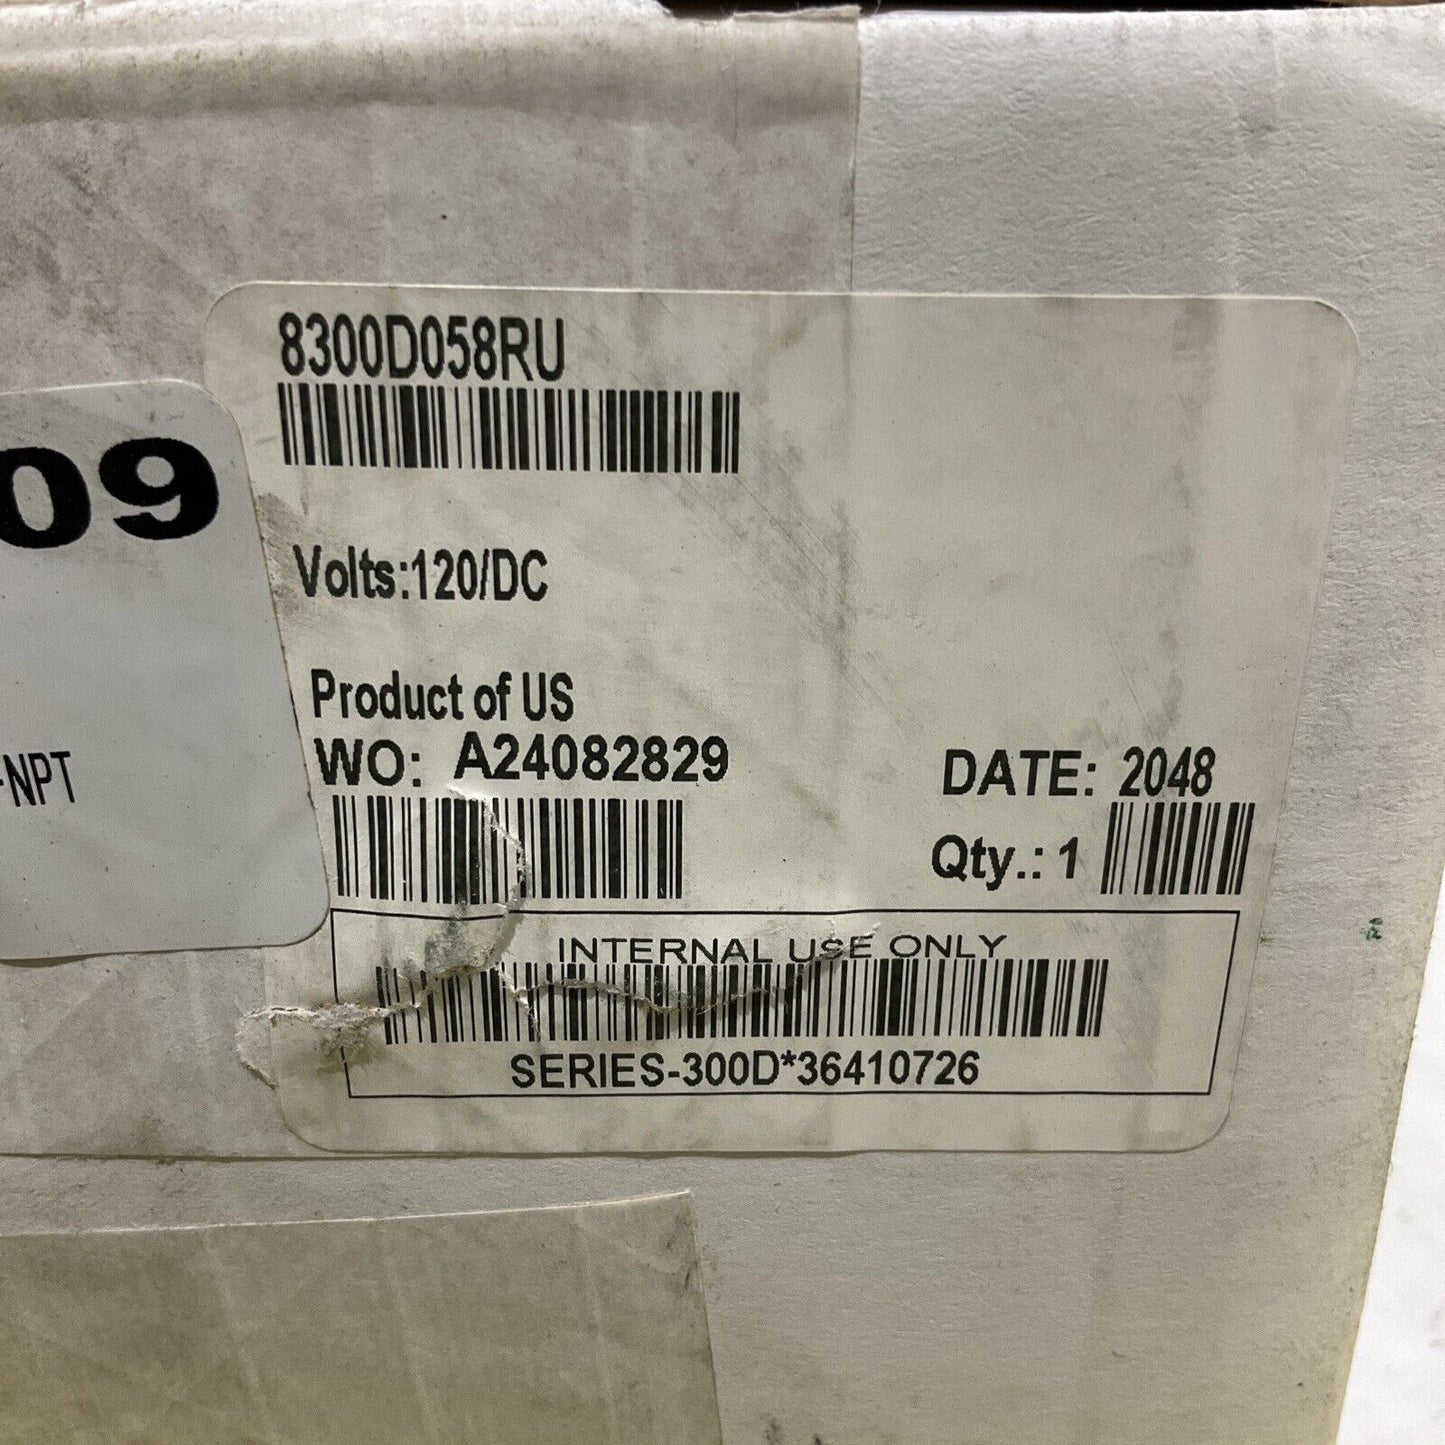 8300D058RU
09
Volts:120/DC
Product of US
WO: A24082829
DATE: 2048
-NPT
Qty.: 1
INTERNAL USE ONLY
SERIES-300D*36410726